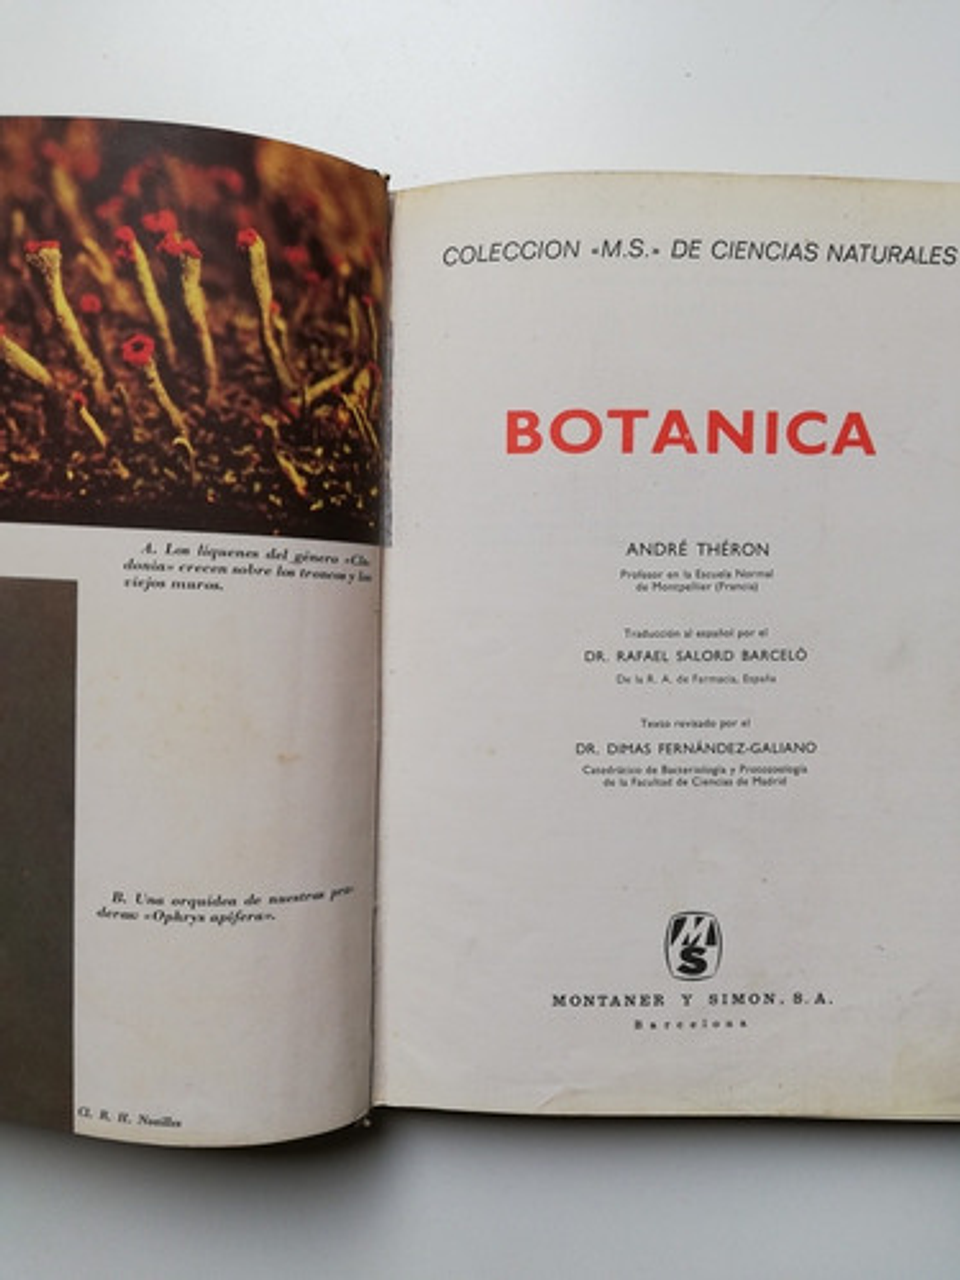 A. Los líquenes del género «Cla-
donia» crecen sobre los troncos y los
viejos muros.
B. Una orquídea de nuestras pra-
deras «Ophrys apifera».
Cl. R. H. Noailles
COLECCION «M.S.» DE CIENCIAS NATURALES
BOTANICA
ANDRÉ THÉRON
Profesor en la Escuela Normal
de Montpellier (Francia)
Traducción al español por el
DR. RAFAEL SALORD BARCELÓ
De la R. A. de Farmacia, España
Texto revisado por el
DR. DIMAS FERNÁNDEZ-GALIANO
Catedrático de Bacteriología y Protozoología
de la Facultad de Ciencias de Madrid
MS
MONTANER Y SIMON, S. A.
Barcelona